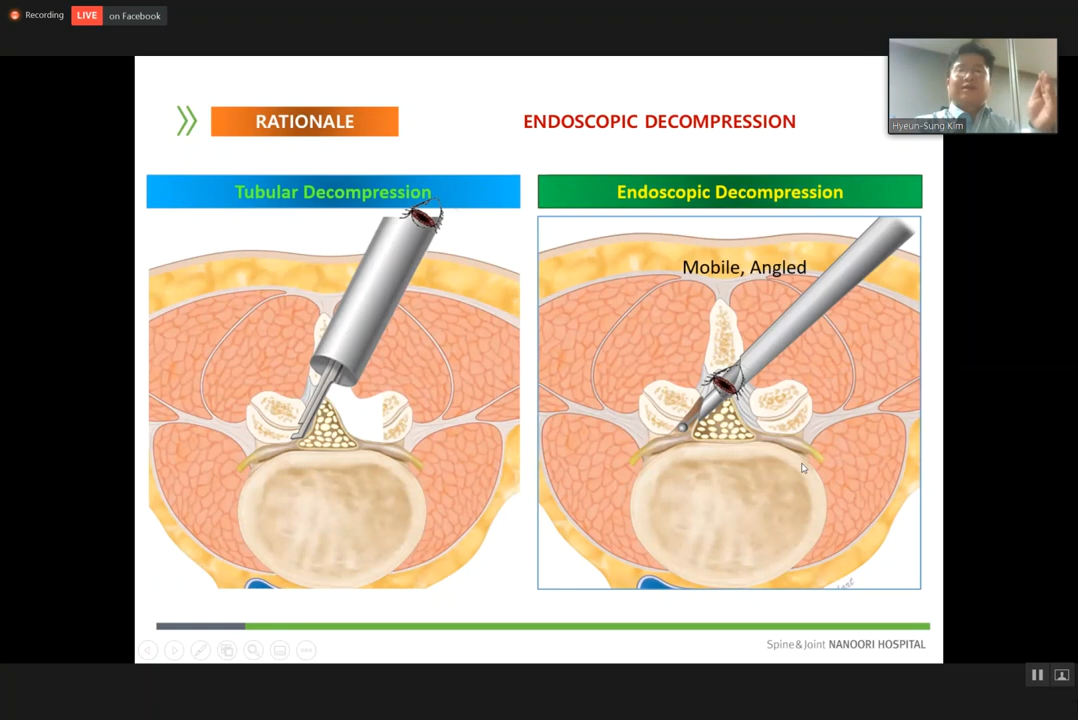 Recording
LIVE on Facebook
Hyeun-Sung Kim
RATIONALE
ENDOSCOPIC DECOMPRESSION
Tubular Decompression
Endoscopic Decompression
Mobile, Angled
Spine & Joint NANOORI HOSPITAL